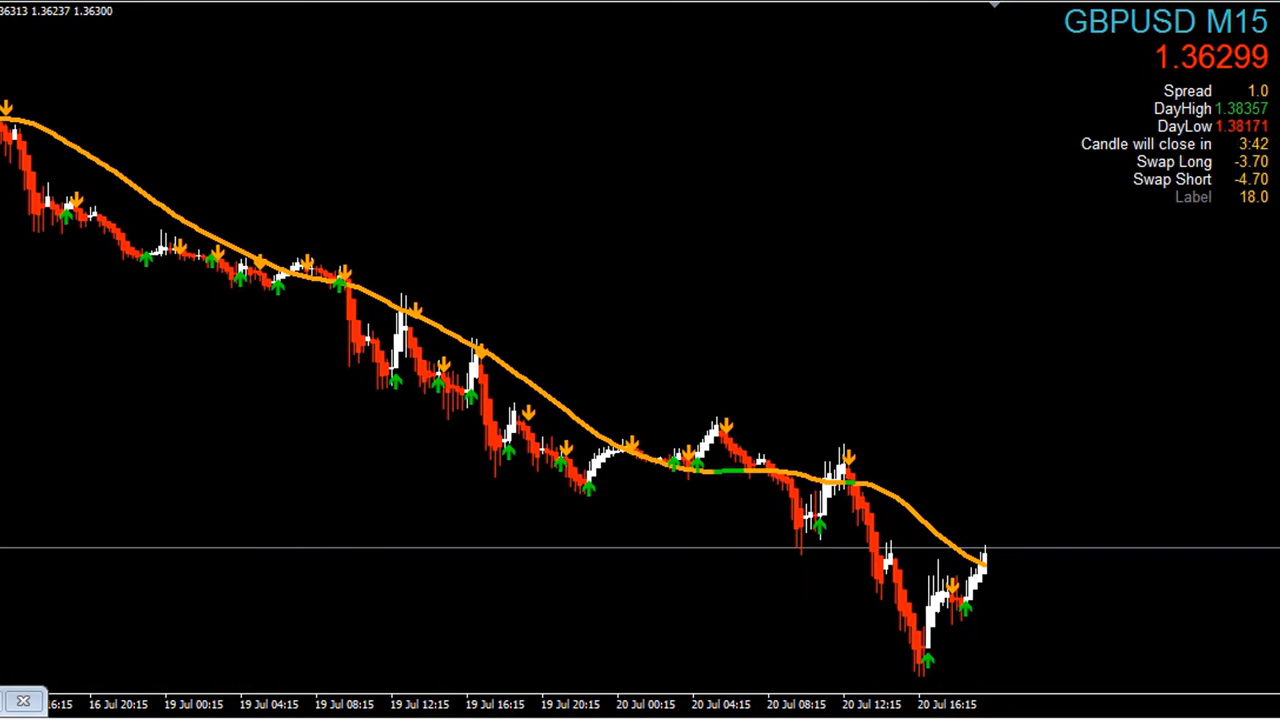 36313 1.36237 1.36300
GBPUSD M15
1.36299
Spread 1.0
DayHigh 1.38357
DayLow 1.38171
Candle will close in 3:42
Swap Long -3.70
Swap Short -4.70
Label 18.0
16:15 16 Jul 20:15 19 Jul 00:15 19 Jul 04:15 19 Jul 08:15 19 Jul 12:15 19 Jul 16:15 19 Jul 20:15 20 Jul 00:15 20 Jul 04:15 20 Jul 08:15 20 Jul 12:15 20 Jul 16:15